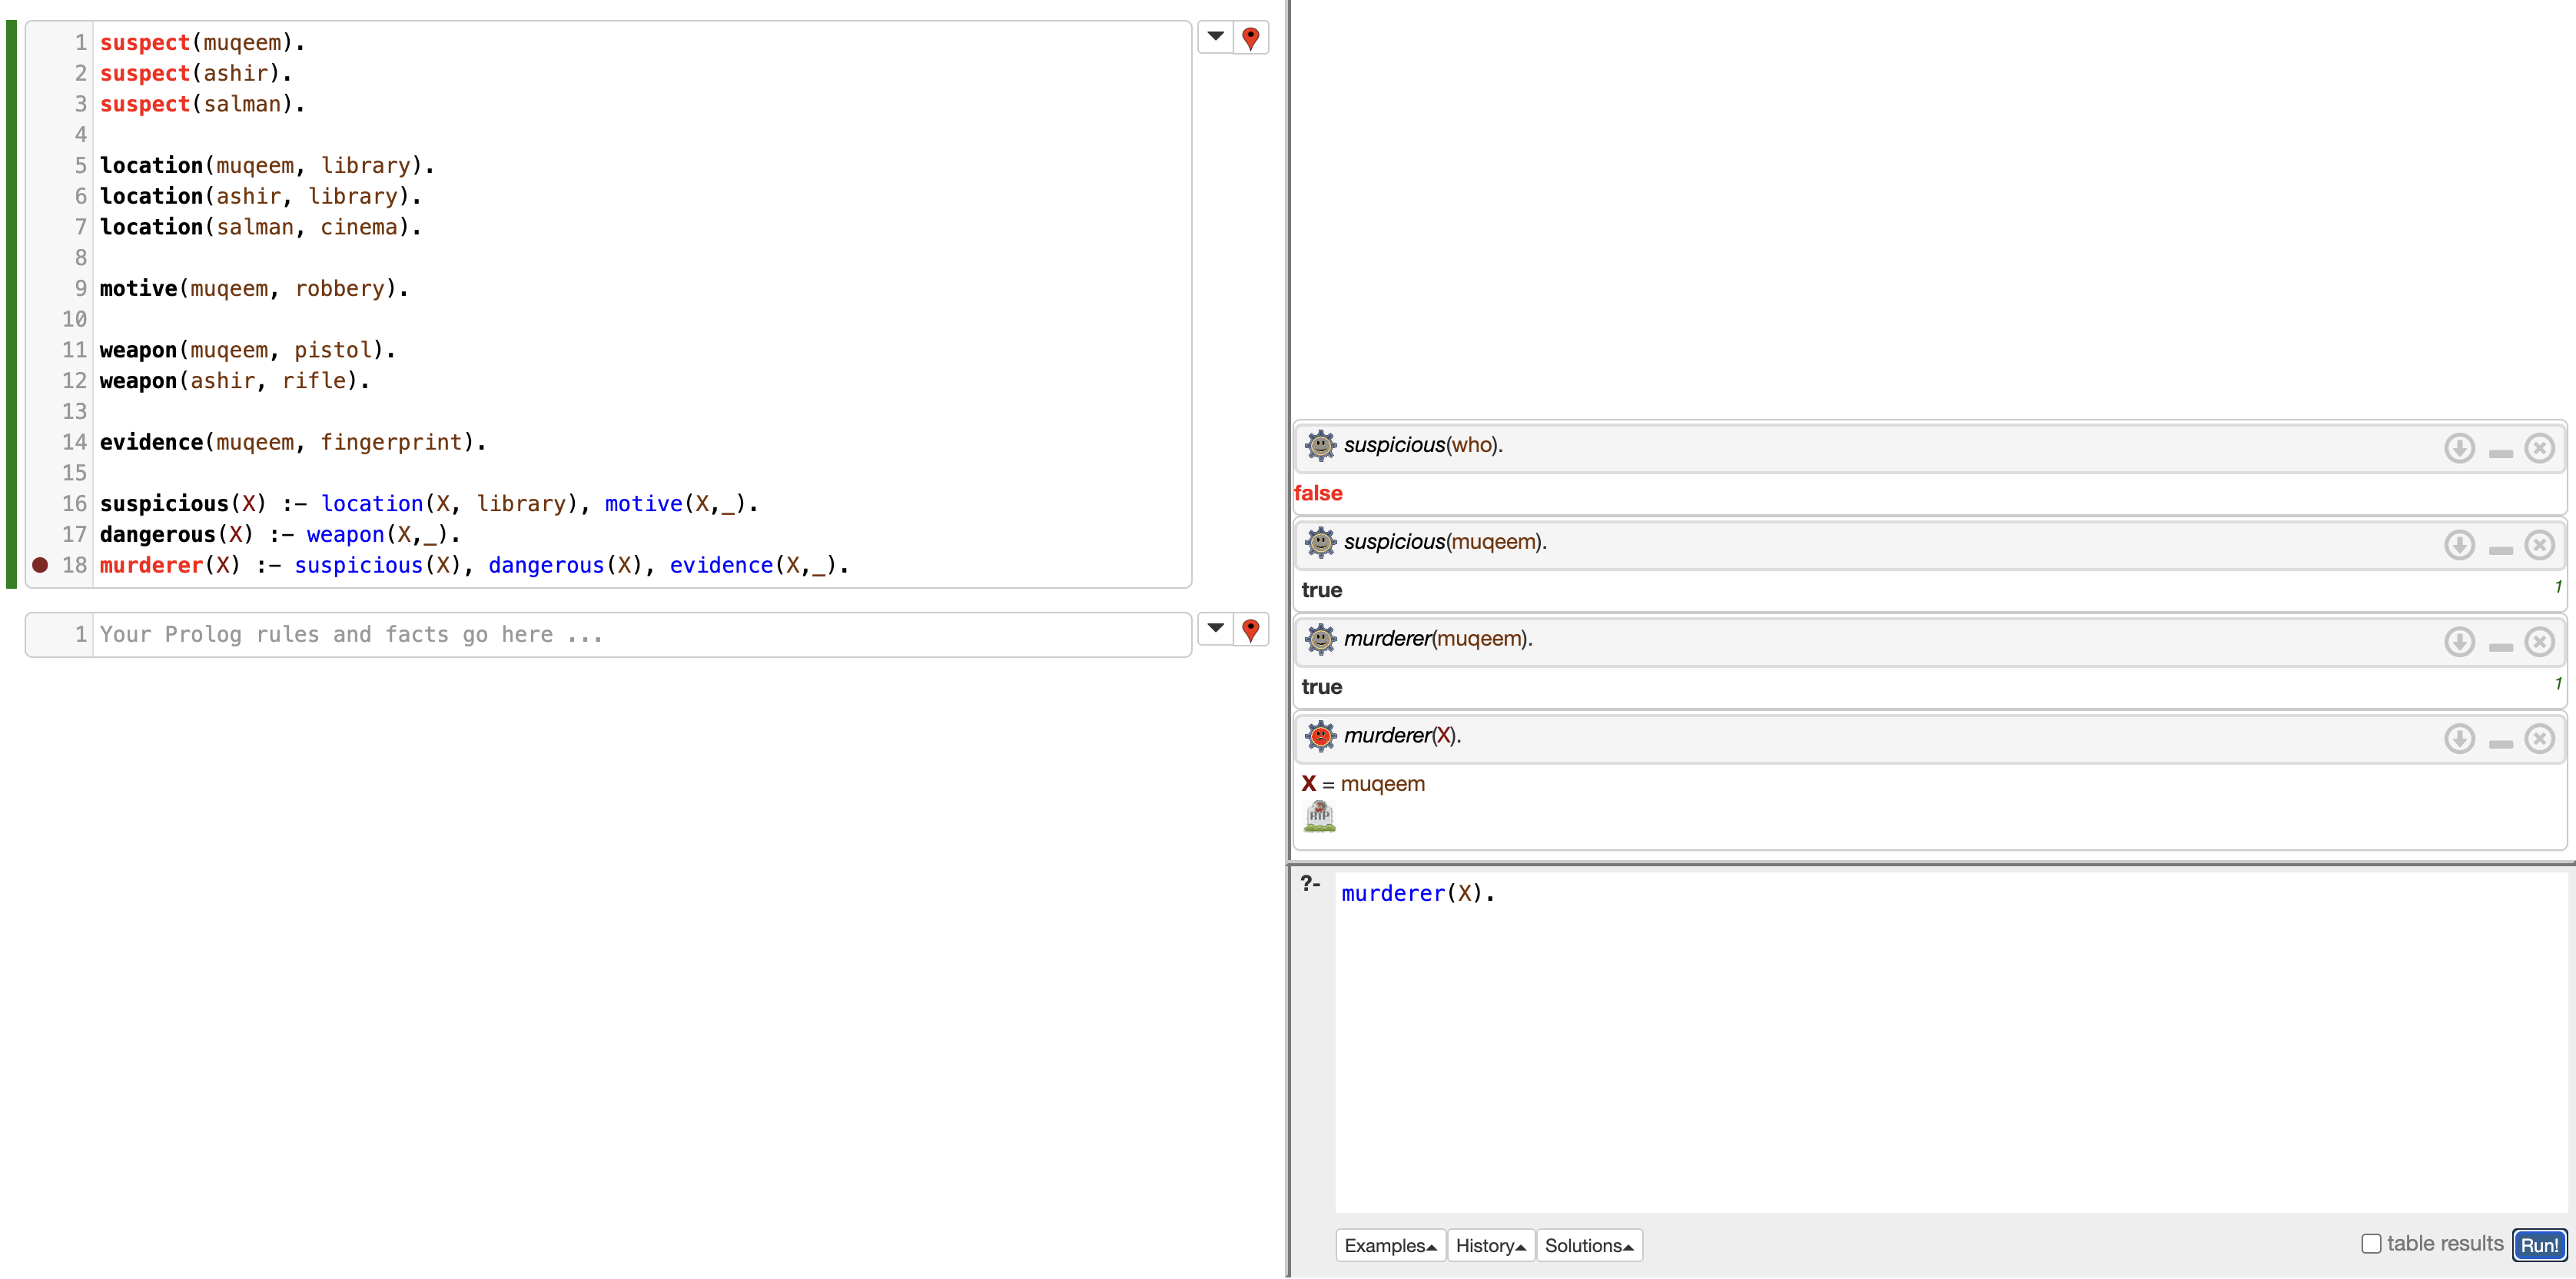 1 suspect(muqeem).
2 suspect(ashir).
3 suspect(salman).
4
5 location(muqeem, library).
6 location(ashir, library).
7 location(salman, cinema).
8
9 motive(muqeem, robbery).
10
11 weapon(muqeem, pistol).
12 weapon(ashir, rifle).
13
14 evidence(muqeem, fingerprint).
15
16 suspicious(X) :- location(X, library), motive(X,_).
17 dangerous(X) :- weapon(X,_).
18 murderer(X) :- suspicious(X), dangerous(X), evidence(X,_).
1 Your Prolog rules and facts go here ...
suspicious(who).
false
suspicious(muqeem).
true 1
murderer(muqeem).
true 1
murderer(X).
X = muqeem
RIP
?- murderer(X).
Examples History Solutions table results Run!